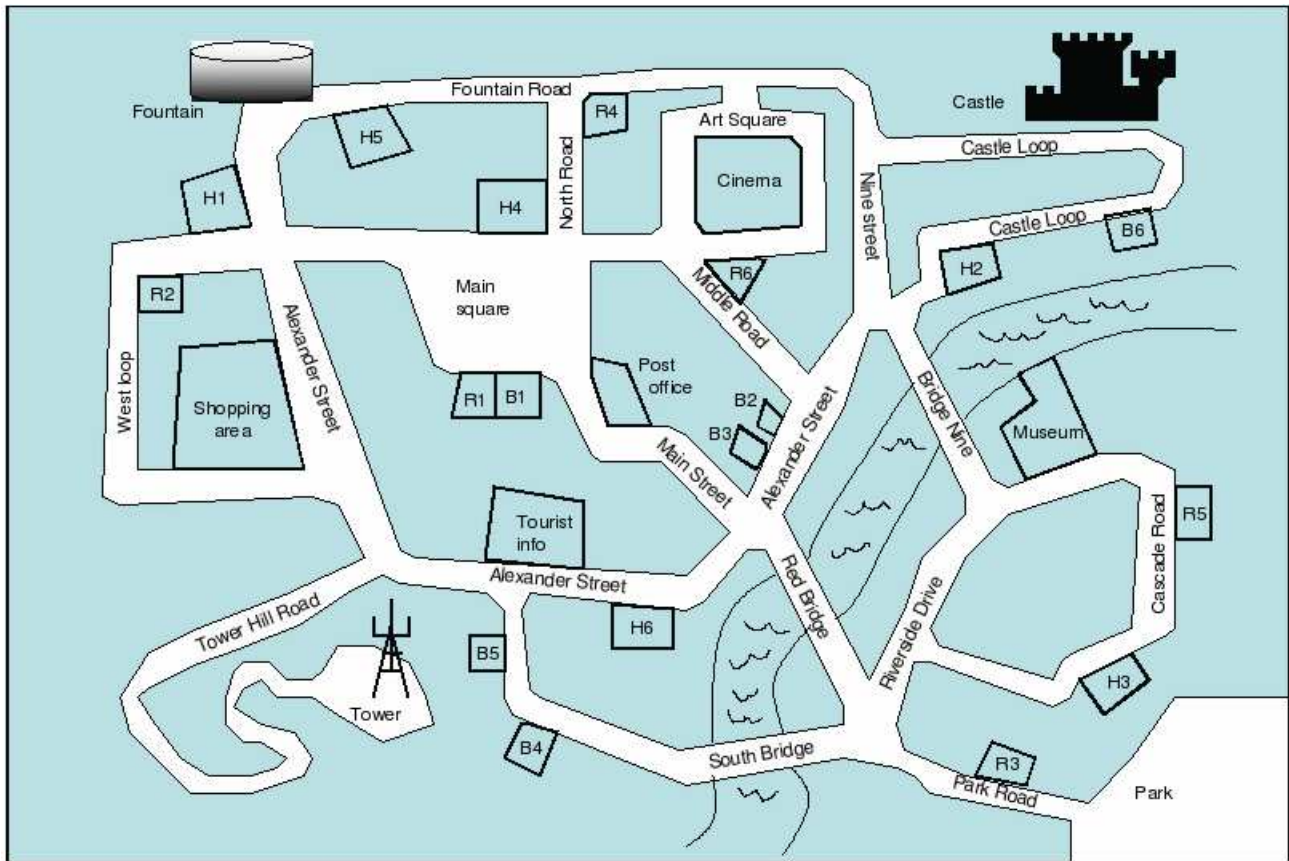 Fountain
Fountain Road
Castle
H5
R4
Art Square
Castle Loop
H1
H4
North Road
Cinema
Nine street
Castle Loop
B6
R2
Main
square
R6
Middle Road
H2
West loop
Alexander Street
Shopping
area
R1
B1
Post
office
B2
B3
Alexander Street
Bridge Nine
Museum
Main Street
R5
Tourist
info
Alexander Street
Red Bridge
Riverside Drive
Cascade Road
Tower Hill Road
H6
B5
H3
Tower
B4
South Bridge
R3
Park Road
Park